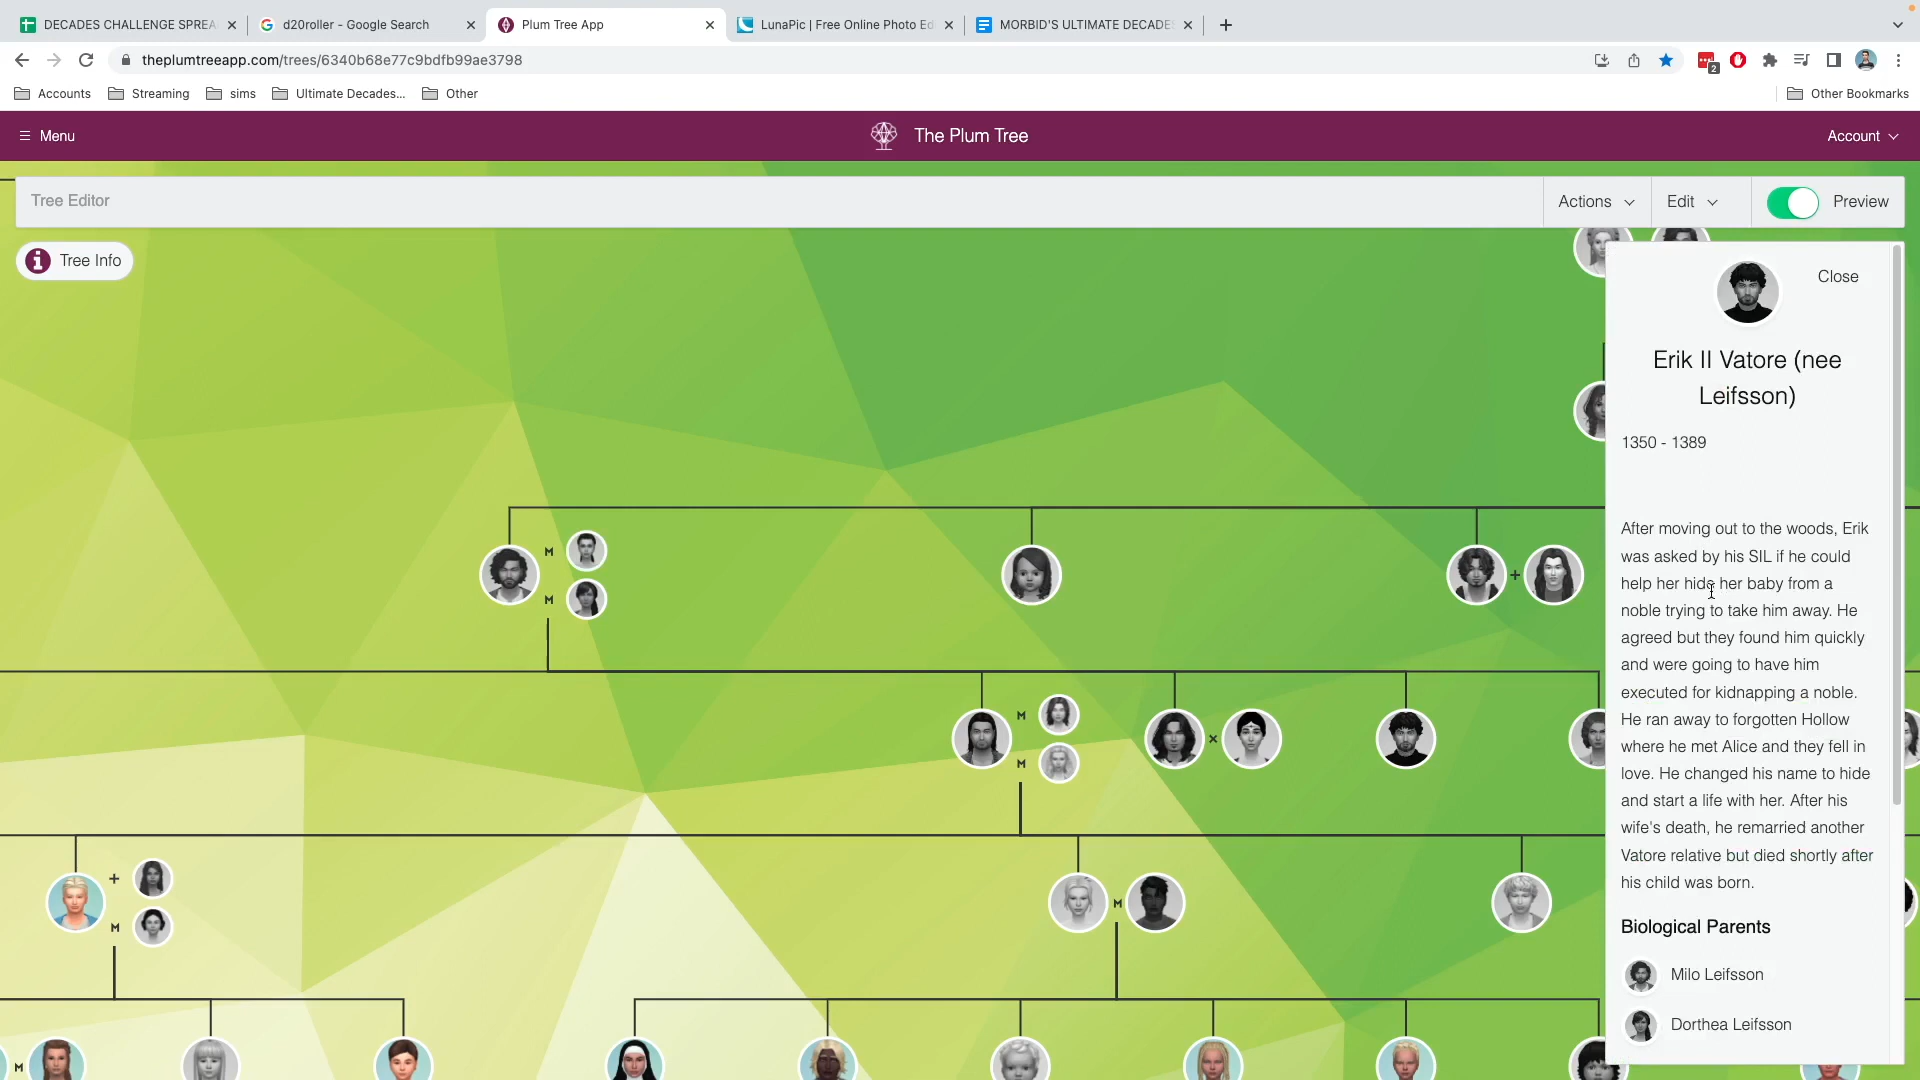 DECADES CHALLENGE SPREA
d20roller - Google Search
Plum Tree App
LunaPic | Free Online Photo Ed
MORBID'S ULTIMATE DECADES
theplumtreeapp.com/trees/6340b68e77c9bdfb99ae3798
2
Accounts
Streaming
sims
Ultimate Decades...
Other
Other Bookmarks
Menu
The Plum Tree
Account
Tree Editor
Actions
Edit
Preview
Tree Info
Close
Erik II Vatore (nee
Leifsson)
1350 - 1389
After moving out to the woods, Erik
was asked by his SIL if he could
help her hide her baby from a
noble trying to take him away. He
agreed but they found him quickly
and were going to have him
executed for kidnapping a noble.
He ran away to forgotten Hollow
where he met Alice and they fell in
love. He changed his name to hide
and start a life with her. After his
wife's death, he remarried another
Vatore relative but died shortly after
his child was born.
Biological Parents
Milo Leifsson
Dorthea Leifsson
M
M
+
M
M
×
+
M
M
M